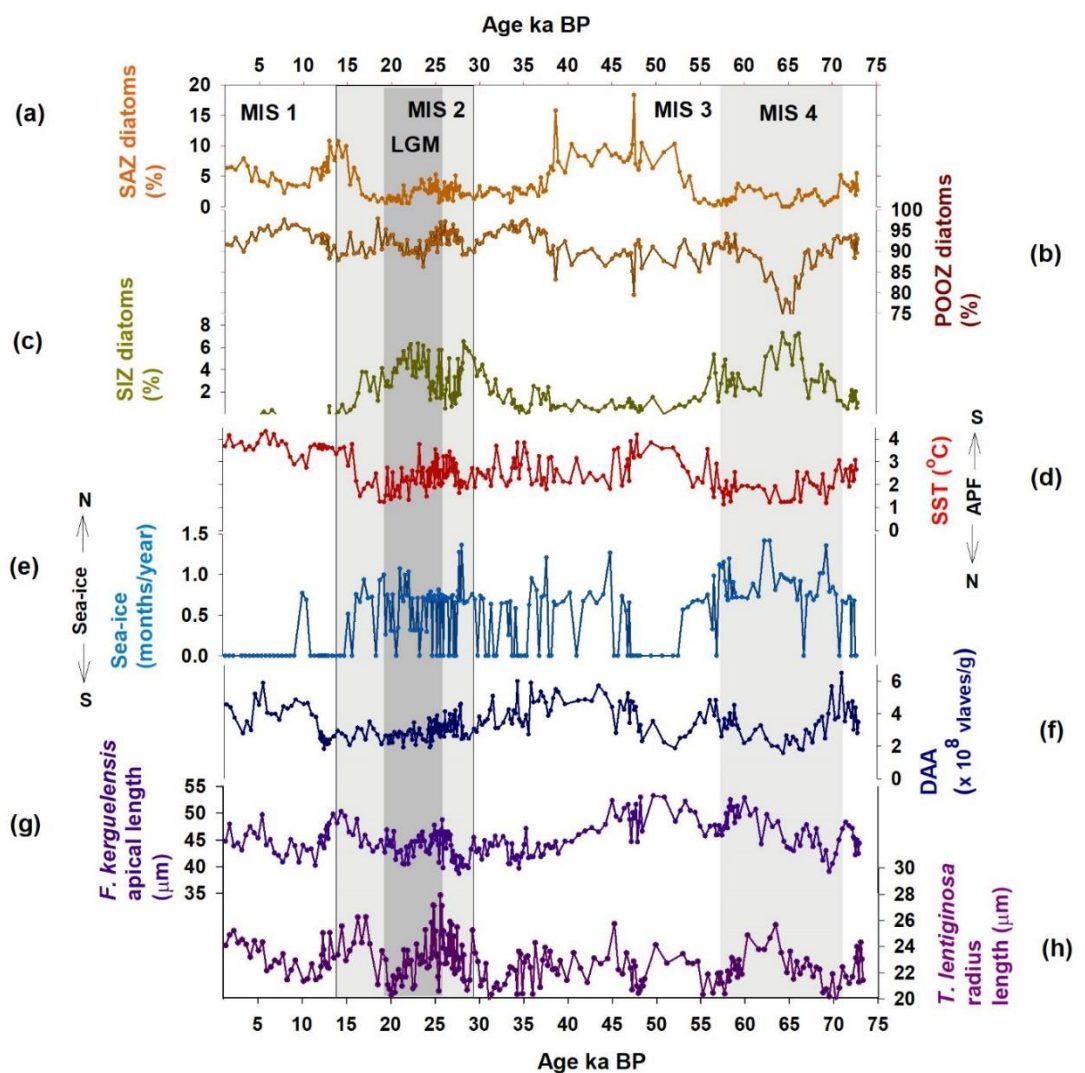 Age ka BP
5 10 15 20 25 30 35 40 45 50 55 60 65 70 75
(a)
SAZ diatoms
(%)
20
15
10
5
0
MIS 1
MIS 2
LGM
MIS 3
MIS 4
(b)
POOZ diatoms
(%)
100
95
90
85
80
75
(c)
SIZ diatoms
(%)
8
6
4
2
(d)
SST (°C)
4
3
2
1
0
S
APF
N
(e)
N
Sea-ice
S
Sea-ice
(months/year)
1.5
1.0
0.5
0.0
(f)
DAA
(x 10⁸ vlaves/g)
6
4
2
0
(g)
F. kerguelensis
apical length
(μm)
55
50
45
40
35
(h)
T. lentiginosa
radius
length (μm)
30
28
26
24
22
20
5 10 15 20 25 30 35 40 45 50 55 60 65 70 75
Age ka BP